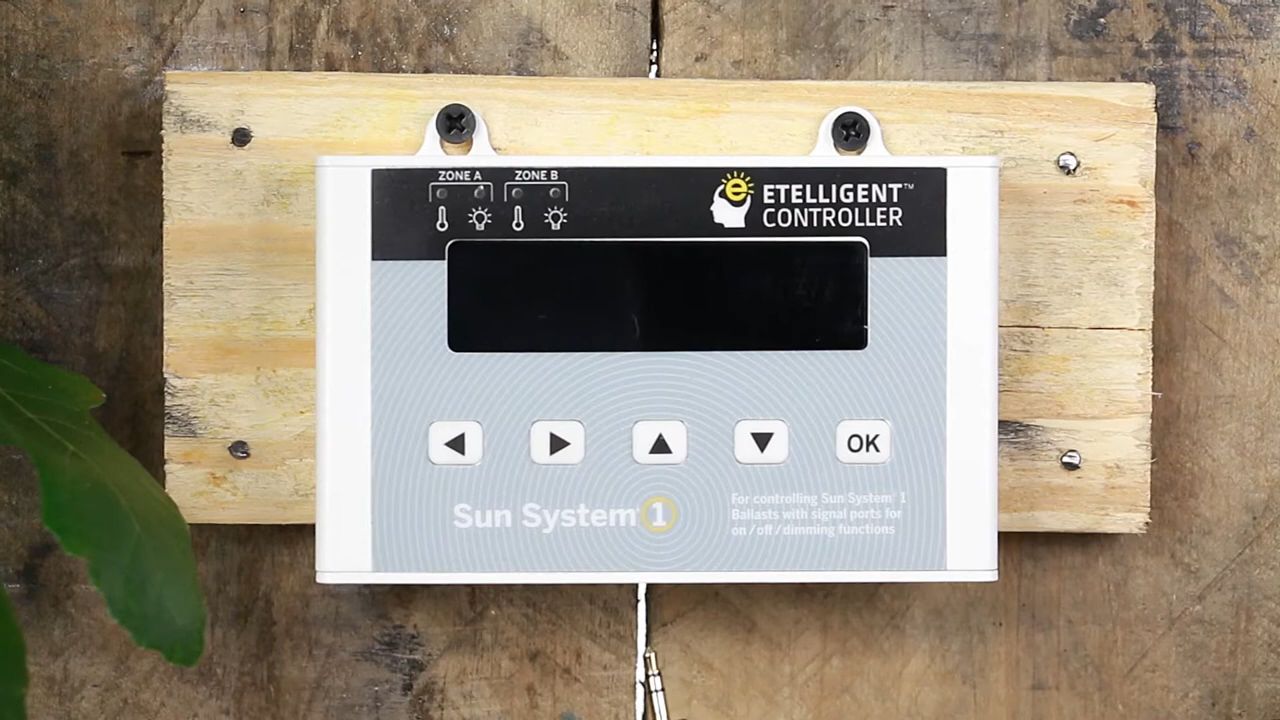 ZONE A ZONE B
e ETELLIGENT™
CONTROLLER
OK
Sun System® 1
For controlling Sun System® 1
Ballasts with signal ports for
on / off / dimming functions